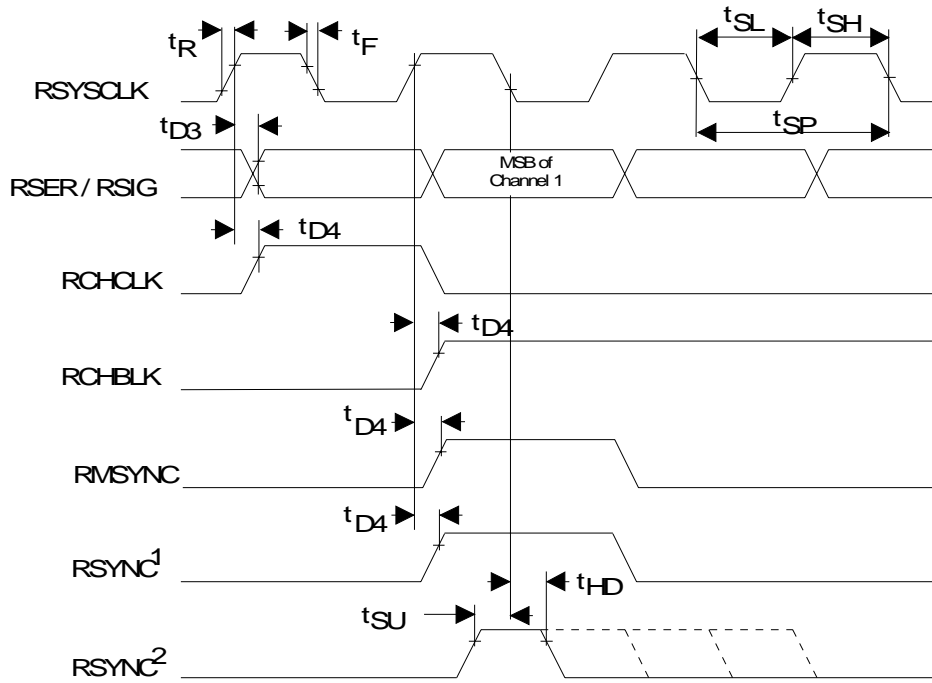 tR
tF
tSL
tSH
RSYSCLK
tSP
tD3
RSER / RSIG
MSB of
Channel 1
tD4
RCHCLK
tD4
RCHBLK
tD4
RMSYNC
tD4
RSYNC1
tHD
tSU
RSYNC2